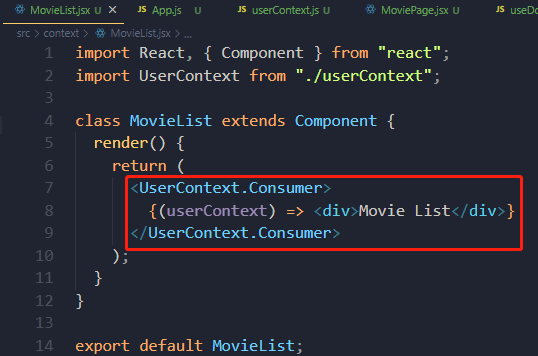 MovieList.jsx U × JS App.js U JS userContext.js U MoviePage.jsx U JS useDo
src > context > MovieList.jsx > ...
1 import React, { Component } from "react";
2 import UserContext from "./userContext";
3
4 class MovieList extends Component {
5 render() {
6 return (
7 <UserContext.Consumer>
8 {(userContext) => <div>Movie List</div>}
9 </UserContext.Consumer>
10 );
11 }
12 }
13
14 export default MovieList;